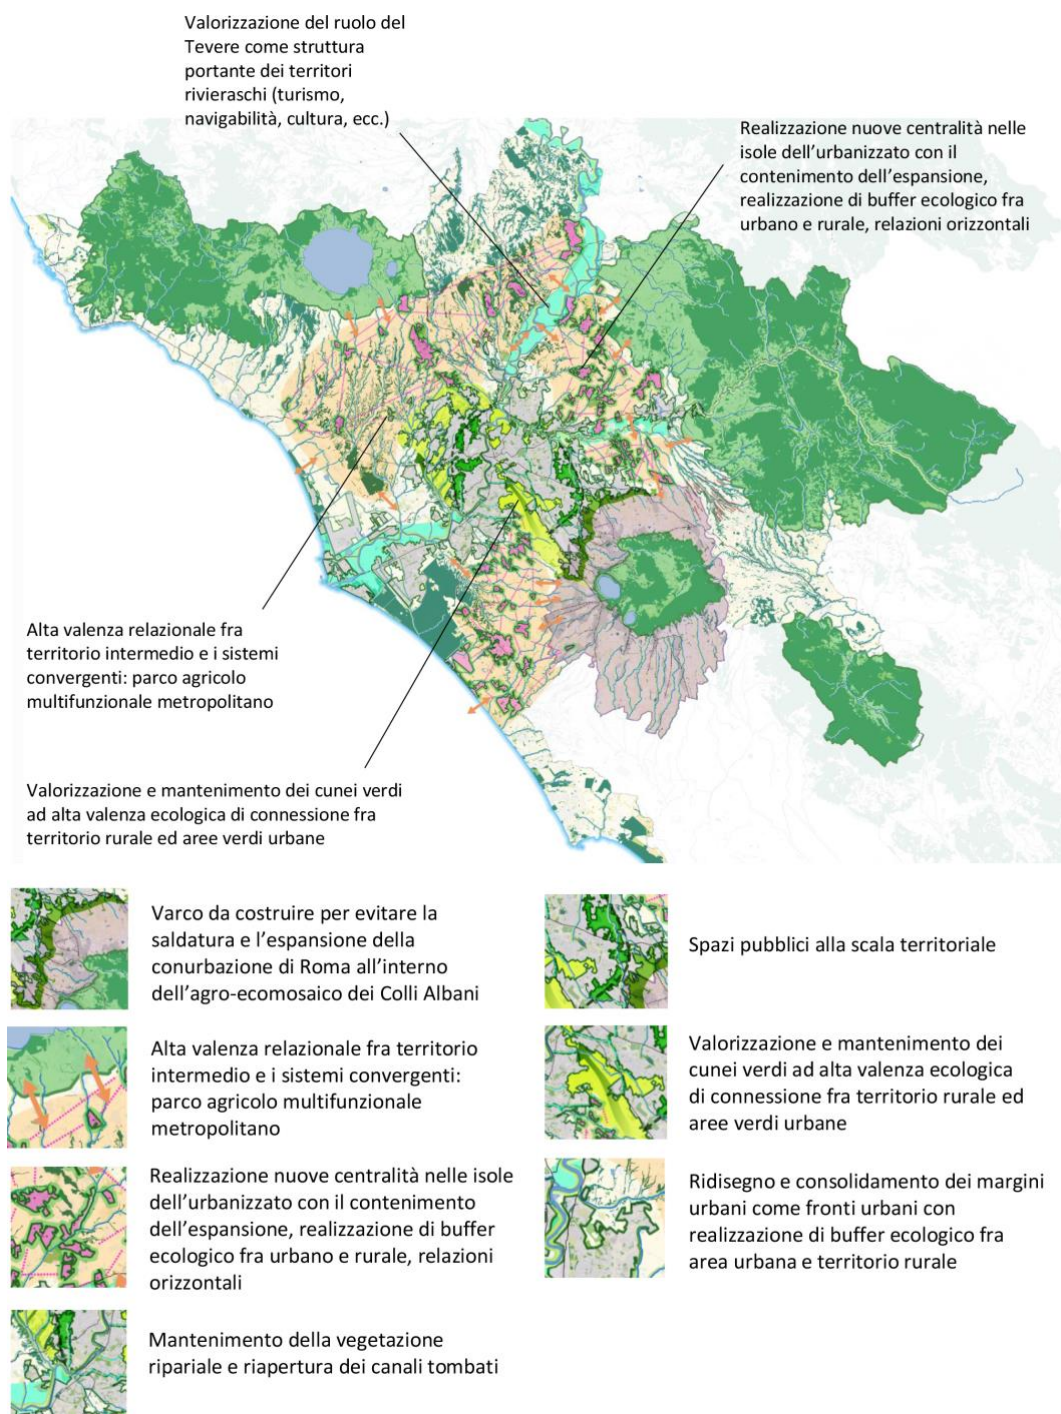 Valorizzazione del ruolo del
Tevere come struttura
portante dei territori
rivieraschi (turismo,
navigabilità, cultura, ecc.)
Realizzazione nuove centralità nelle
isole dell’urbanizzato con il
contenimento dell’espansione,
realizzazione di buffer ecologico fra
urbano e rurale, relazioni orizzontali
Alta valenza relazionale fra
territorio intermedio e i sistemi
convergenti: parco agricolo
multifunzionale metropolitano
Valorizzazione e mantenimento dei cunei verdi
ad alta valenza ecologica di connessione fra
territorio rurale ed aree verdi urbane
Varco da costruire per evitare la
saldatura e l’espansione della
conurbazione di Roma all’interno
dell’agro-ecomosaico dei Colli Albani
Alta valenza relazionale fra territorio
intermedio e i sistemi convergenti:
parco agricolo multifunzionale
metropolitano
Realizzazione nuove centralità nelle isole
dell’urbanizzato con il contenimento
dell’espansione, realizzazione di buffer
ecologico fra urbano e rurale, relazioni
orizzontali
Mantenimento della vegetazione
ripariale e riapertura dei canali tombati
Spazi pubblici alla scala territoriale
Valorizzazione e mantenimento dei
cunei verdi ad alta valenza ecologica
di connessione fra territorio rurale ed
aree verdi urbane
Ridisegno e consolidamento dei margini
urbani come fronti urbani con
realizzazione di buffer ecologico fra
area urbana e territorio rurale